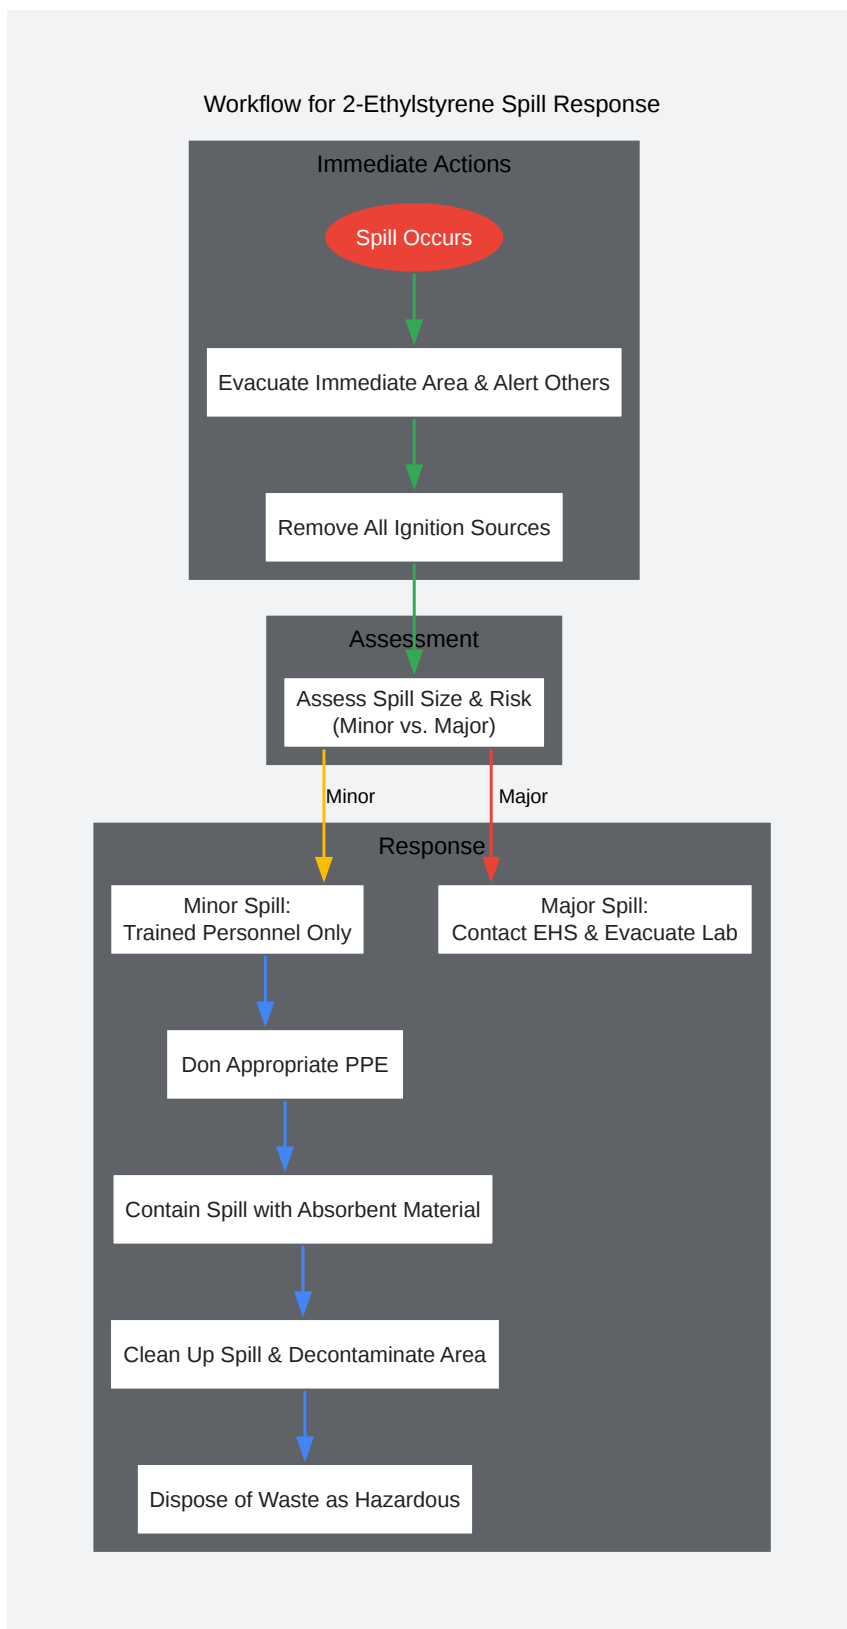 Workflow for 2-Ethylstyrene Spill Response
Immediate Actions
Spill Occurs
Evacuate Immediate Area & Alert Others
Remove All Ignition Sources
Assessment
Assess Spill Size & Risk
(Minor vs. Major)
Minor
Major
Response
Minor Spill:
Trained Personnel Only
Major Spill:
Contact EHS & Evacuate Lab
Don Appropriate PPE
Contain Spill with Absorbent Material
Clean Up Spill & Decontaminate Area
Dispose of Waste as Hazardous